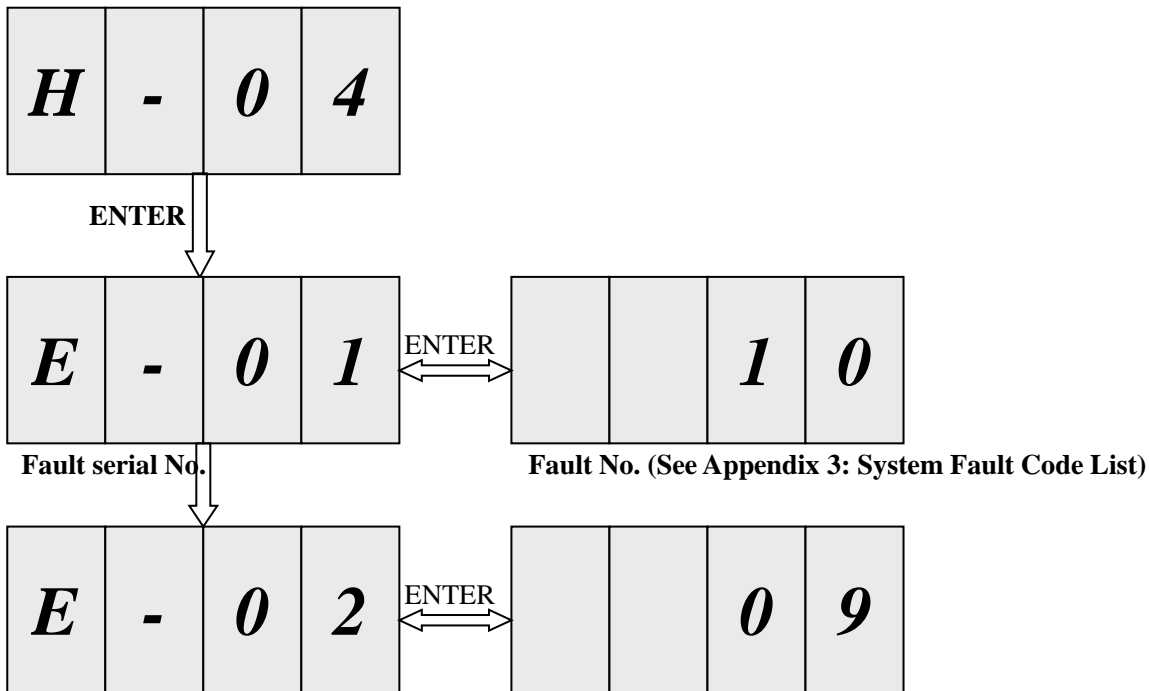 H - 0 4
ENTER
E - 0 1 ENTER 1 0
Fault serial No. Fault No. (See Appendix 3: System Fault Code List)
E - 0 2 ENTER 0 9